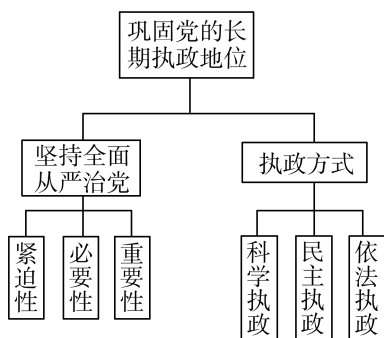 巩固党的长
期执政地位
坚持全面
从严治党
执政方式
紧迫性
必要性
重要性
科学执政
民主执政
依法执政